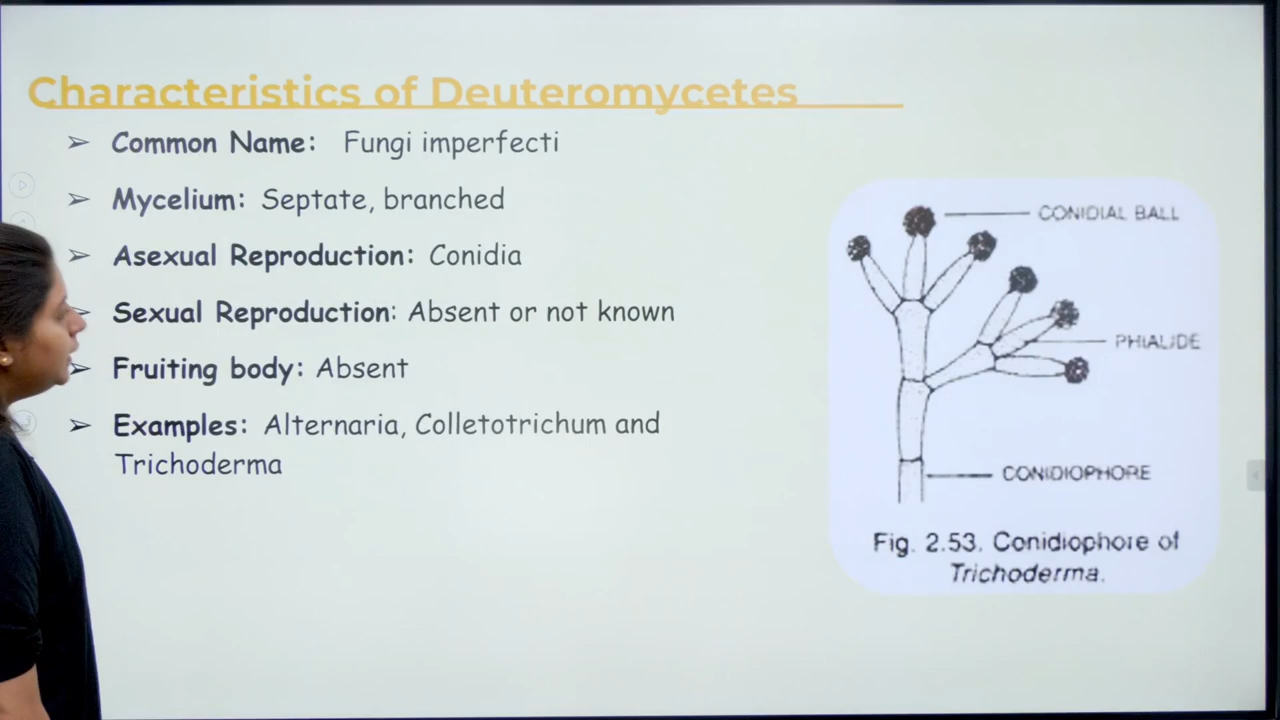 Characteristics of Deuteromycetes
➢ Common Name: Fungi imperfecti
➢ Mycelium: Septate, branched
➢ Asexual Reproduction: Conidia
➢ Sexual Reproduction: Absent or not known
➢ Fruiting body: Absent
➢ Examples: Alternaria, Colletotrichum and
Trichoderma
CONIDIAL BALL
PHIALIDE
CONIDIOPHORE
Fig. 2.53. Conidiophore of
Trichoderma.